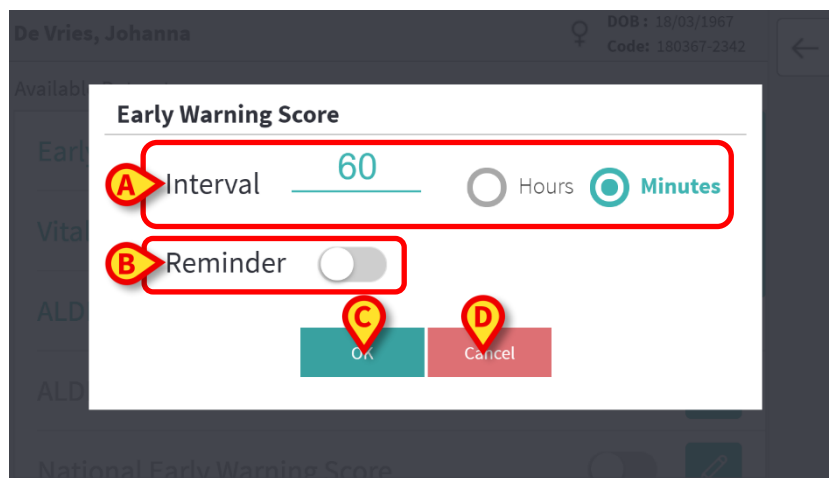 De Vries, Johanna
DOB : 18/03/1967
Code: 180367-2342
Early Warning Score
A
Interval
60
Hours
Minutes
B
Reminder
C
D
OK
Cancel
National Early Warning Score